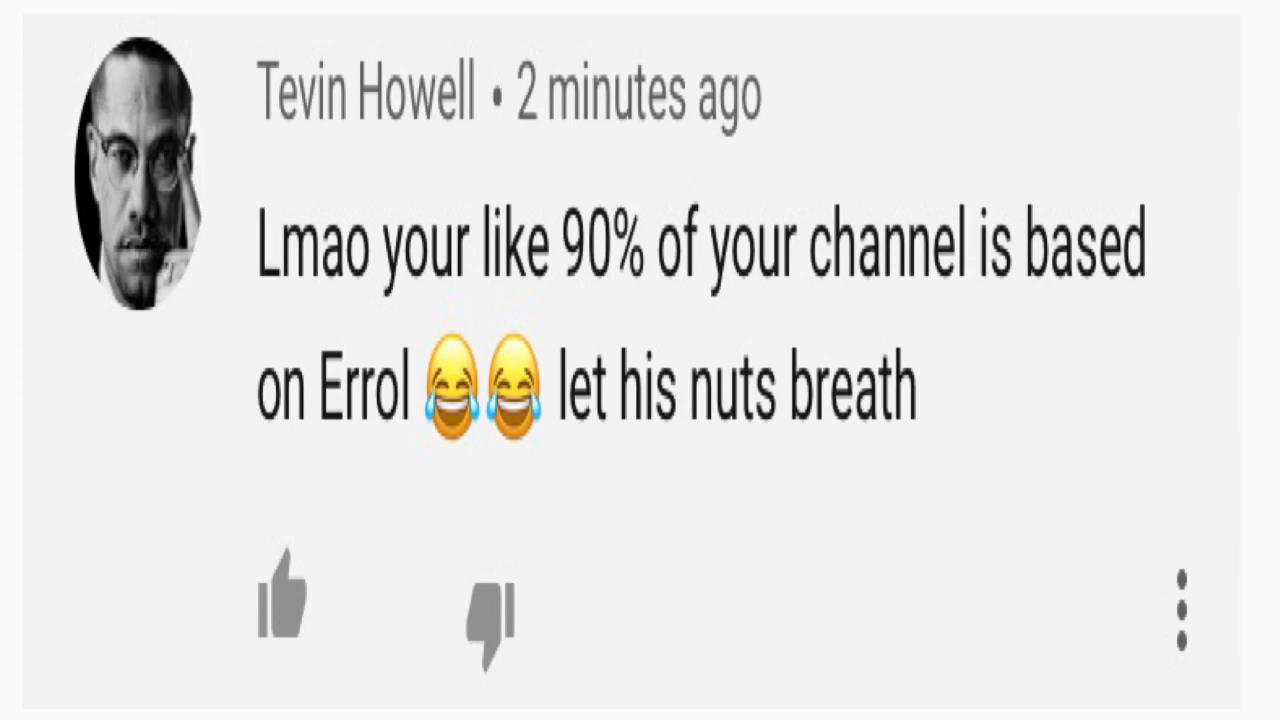 Tevin Howell • 2 minutes ago
Lmao your like 90% of your channel is based
on Errol 😂😂 let his nuts breath